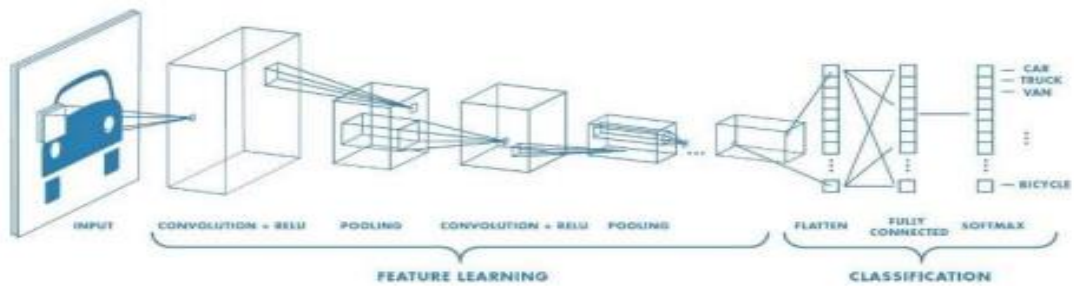 CAR
TRUCK
VAN
BICYCLE
INPUT
CONVOLUTION + RELU
POOLING
CONVOLUTION + RELU
POOLING
FLATTEN
FULLY
CONNECTED
SOFTMAX
FEATURE LEARNING
CLASSIFICATION